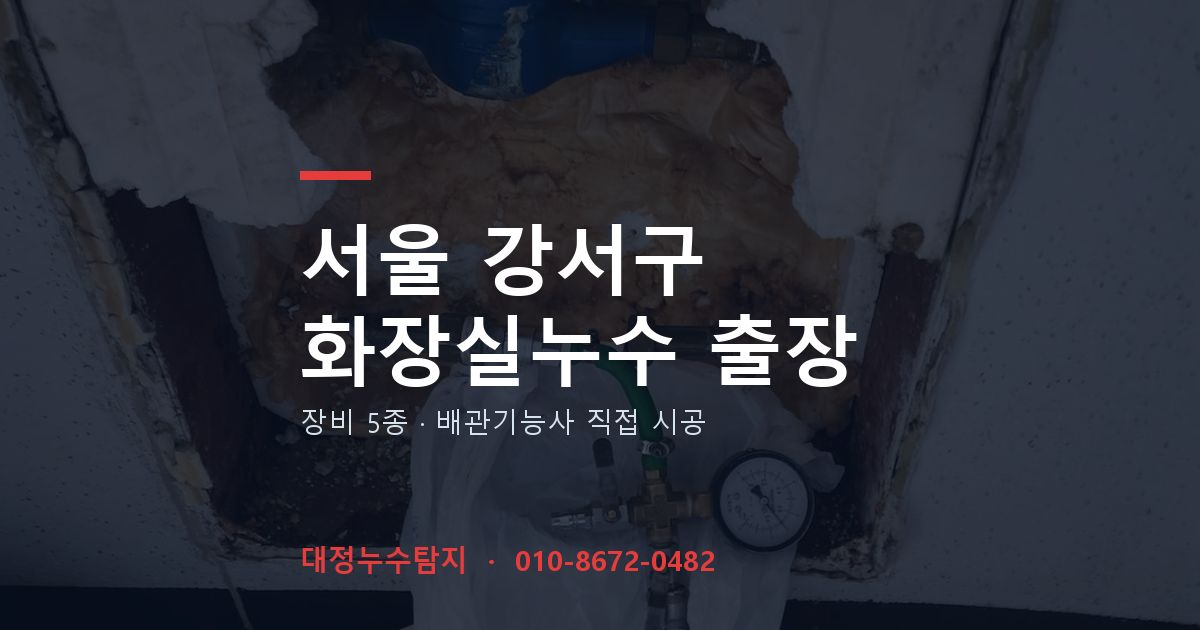 서울 강서구
화장실누수 출장
장비 5종 · 배관기능사 직접 시공
대정누수탐지 · 010-8672-0482